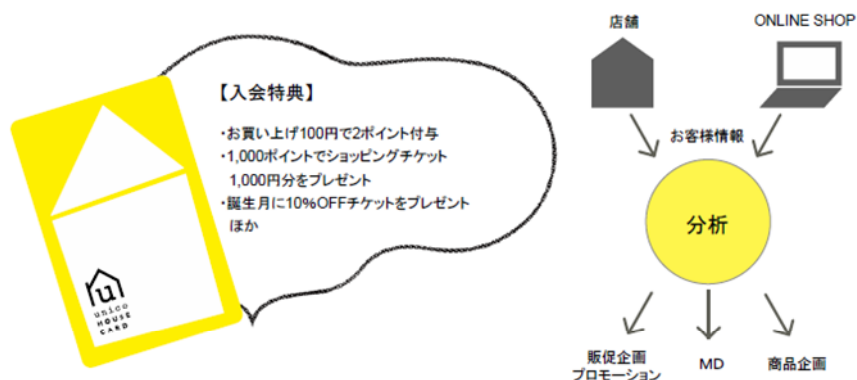 【入会特典】
・お買い上げ100円で2ポイント付与
・1,000ポイントでショッピングチケット
1,000円分をプレゼント
・誕生月に10%OFFチケットをプレゼント
ほか
u
unico
HOUSE
CARD
店舗
ONLINE SHOP
お客様情報
分析
販促企画
プロモーション
MD
商品企画